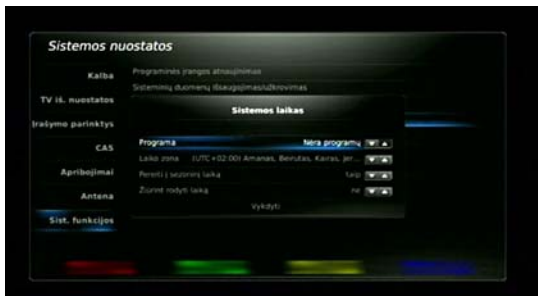 Sistemos nuostatos
Kalba
TV iš. nuostatos
Įrašymo parinktys
CAS
Apribojimai
Antena
Sist. funkcijos
Programinės įrangos atnaujinimas
Sisteminių duomenų išsaugojimas/užkrovimas
Sistemos laikas
Programa Nėra programų
Laiko zona (UTC+02:00) Amanas, Beirutas, Kairas, Jer...
Pereiti į sezoninį laiką taip
Žiūrint rodyti laiką ne
Vykdyti